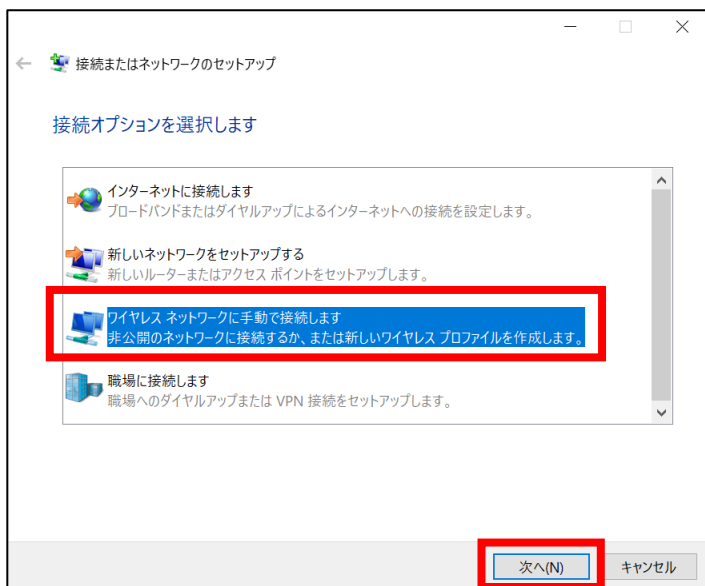 接続またはネットワークのセットアップ
接続オプションを選択します
インターネットに接続します
ブロードバンドまたはダイヤルアップによるインターネットへの接続を設定します。
新しいネットワークをセットアップする
新しいルーターまたはアクセス ポイントをセットアップします。
ワイヤレス ネットワークに手動で接続します
非公開のネットワークに接続するか、または新しいワイヤレス プロファイルを作成します。
職場に接続します
職場へのダイヤルアップまたは VPN 接続をセットアップします。
次へ(N)
キャンセル